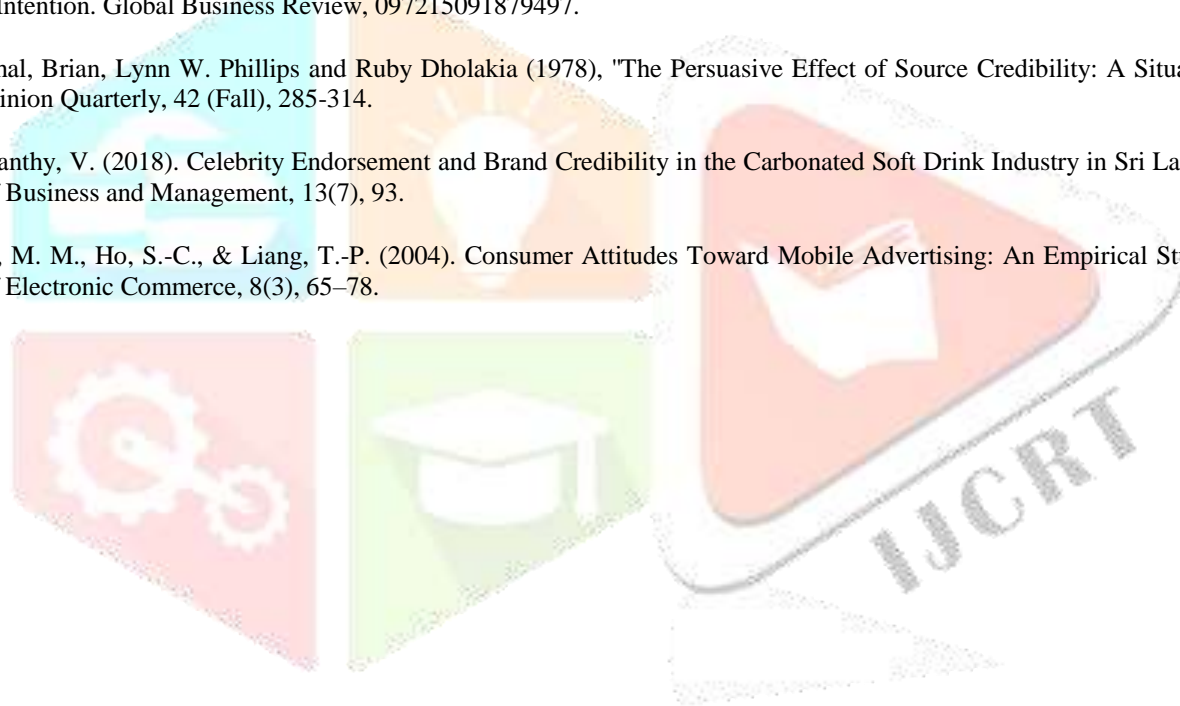 Intention. Global Business Review, 097215091879497.
nal, Brian, Lynn W. Phillips and Ruby Dholakia (1978), "The Persuasive Effect of Source Credibility: A Situa
inion Quarterly, 42 (Fall), 285-314.
anthy, V. (2018). Celebrity Endorsement and Brand Credibility in the Carbonated Soft Drink Industry in Sri La
f Business and Management, 13(7), 93.
, M. M., Ho, S.-C., & Liang, T.-P. (2004). Consumer Attitudes Toward Mobile Advertising: An Empirical Stu
f Electronic Commerce, 8(3), 65–78.
IJCRT